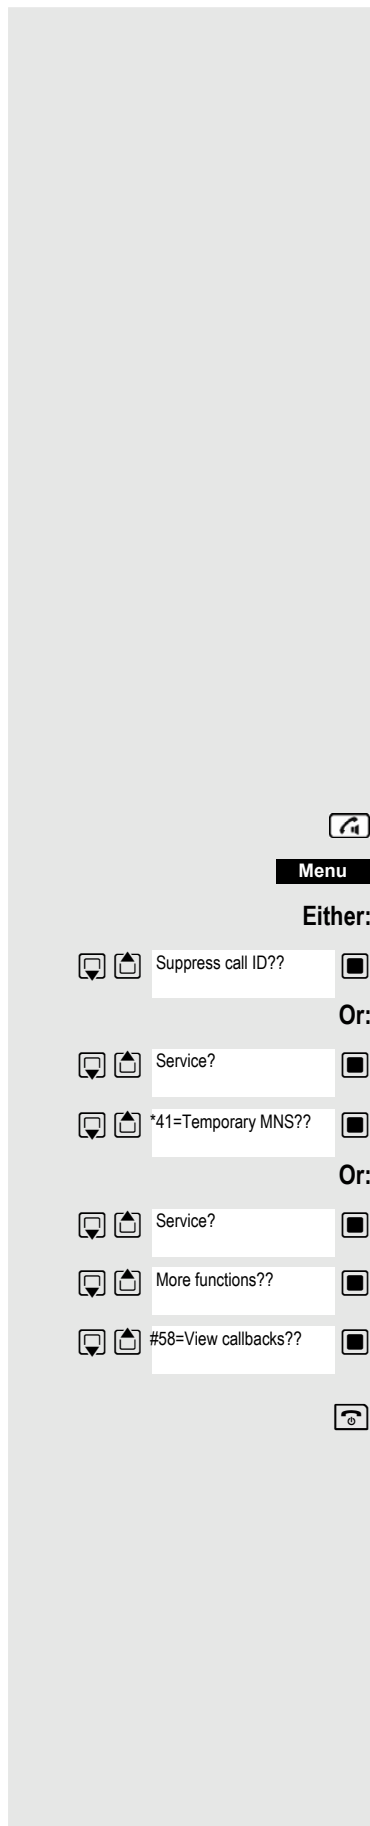 Menu
Either:
Suppress call ID??
Or:
Service?
*41=Temporary MNS??
Or:
Service?
More functions??
#58=View callbacks??